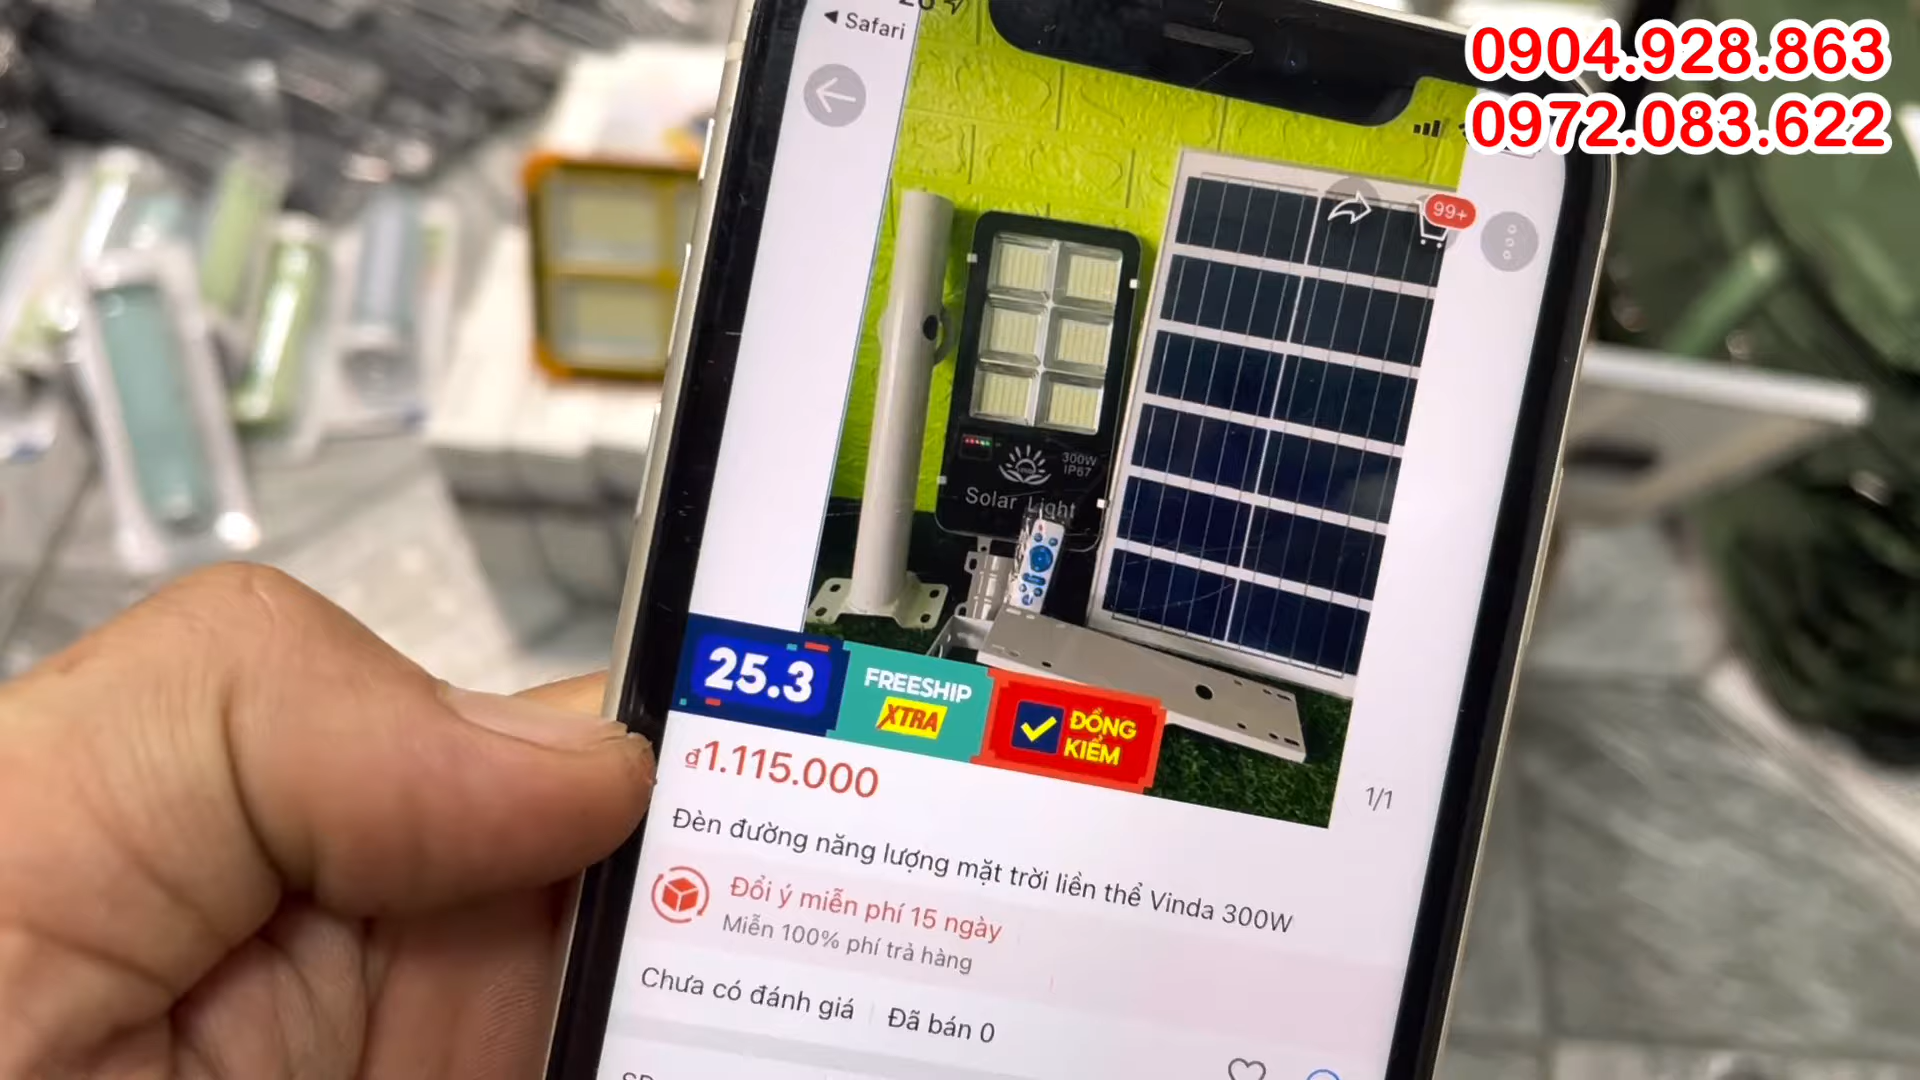 0904.928.863
0972.083.622
◀ Safari
99+
300W
IP67
Solar Light
25.3
FREESHIP
XTRA
ĐỒNG
KIỂM
₫1.115.000
1/1
Đèn đường năng lượng mặt trời liền thể Vinda 300W
Đổi ý miễn phí 15 ngày
Miễn 100% phí trả hàng
Chưa có đánh giá
Đã bán 0